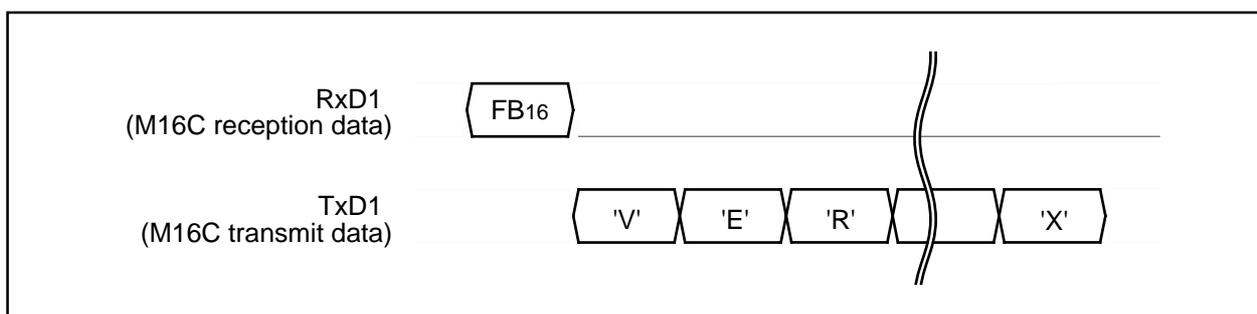 RxD1
(M16C reception data)
FB16
TxD1
(M16C transmit data)
'V' 'E' 'R' 'X'